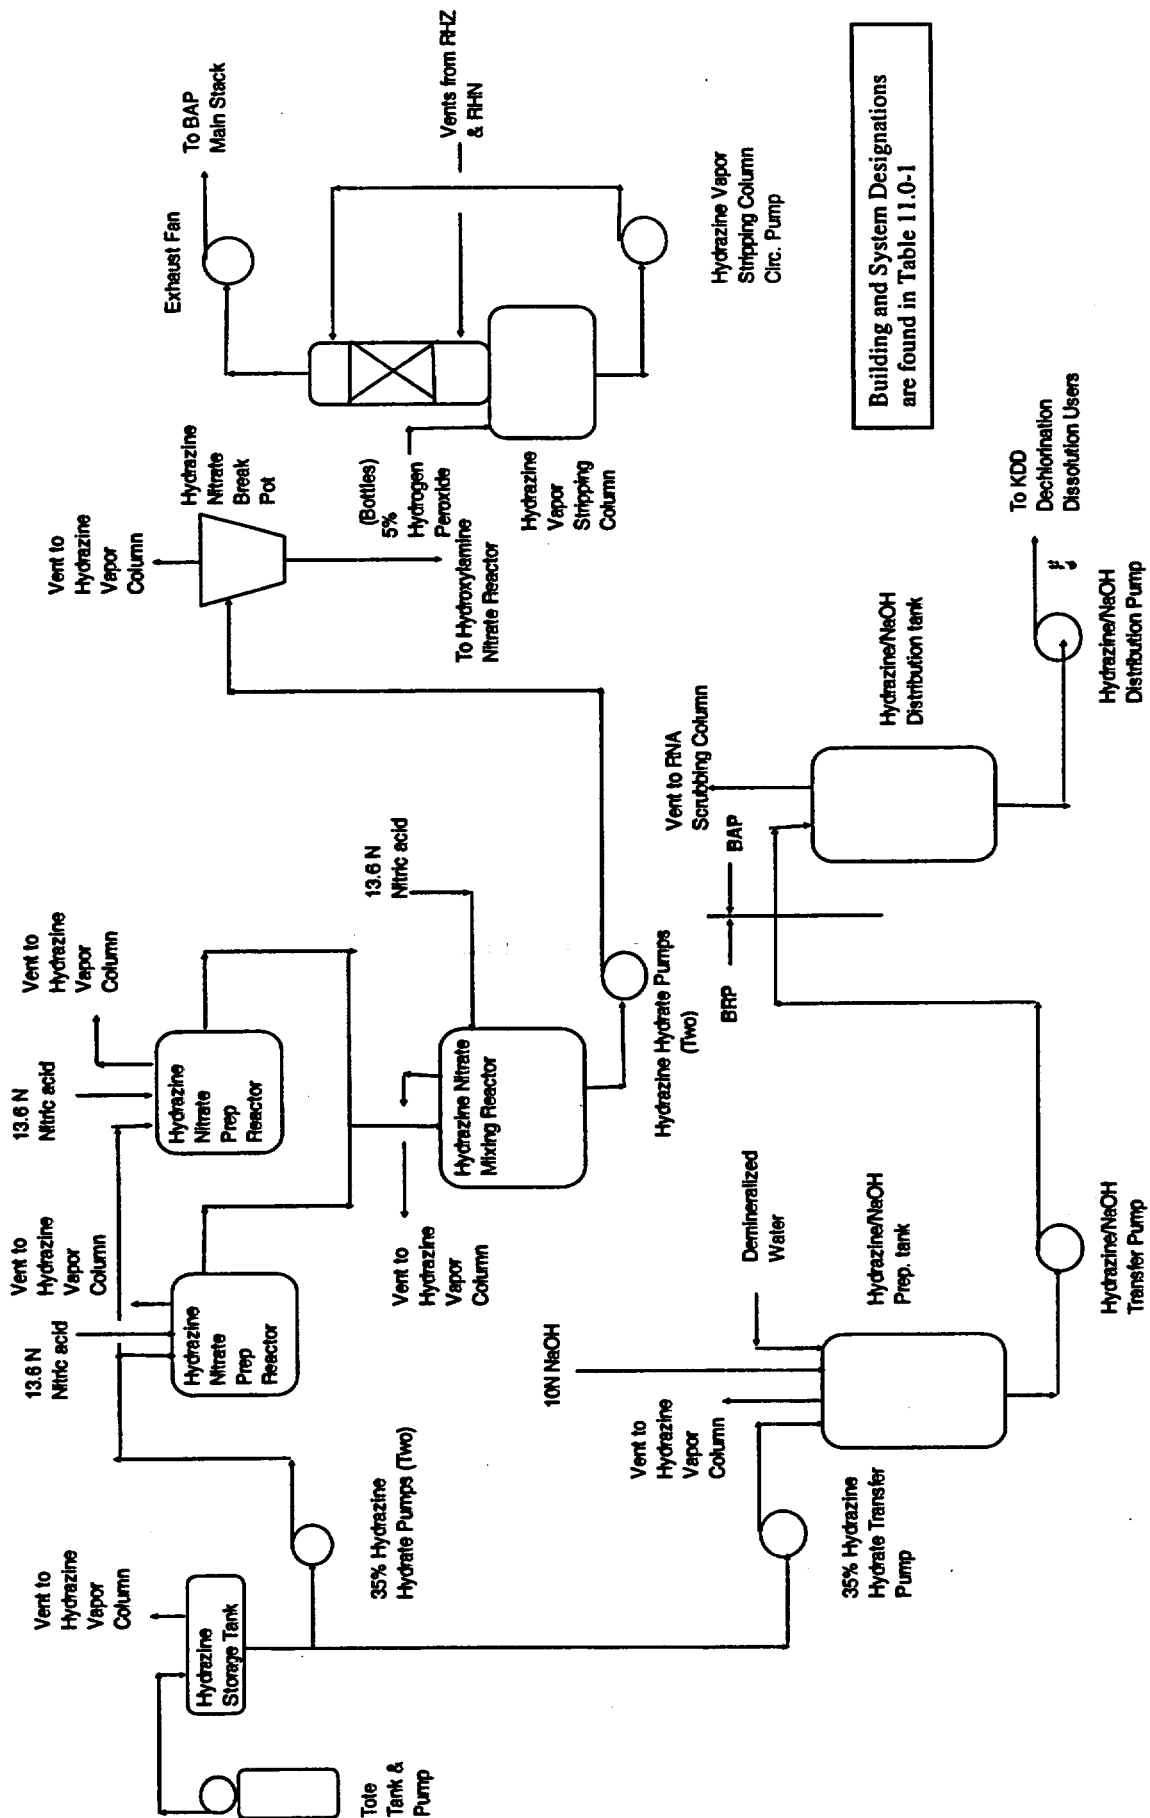 Tote
Tank &
Pump
Hydrazine
Storage Tank
Vent to
Hydrazine
Vapor
Column
35% Hydrazine
Hydrate Pumps (Two)
13.6 N
Nitric acid
Vent to
Hydrazine
Vapor
Column
Hydrazine
Nitrate
Prep
Reactor
13.6 N
Nitric acid
Vent to
Hydrazine
Vapor
Column
Hydrazine
Nitrate
Prep
Reactor
Vent to
Hydrazine
Vapor
Column
Hydrazine Nitrate
Mixing Reactor
13.6 N
Nitric acid
Hydrazine Hydrate Pumps
(Two)
Vent to
Hydrazine
Vapor
Column
Hydrazine
Nitrate
Break
Pot
To Hydroxylamine
Nitrate Reactor
(Bottles)
5%
Hydrogen
Peroxide
Hydrazine
Vapor
Stripping
Column
Exhaust Fan
To BAP
Main Stack
Vents from RHZ
& RHN
Hydrazine Vapor
Stripping Column
Circ. Pump
35% Hydrazine
Hydrate Transfer
Pump
Vent to
Hydrazine
Vapor
Column
10N NaOH
Demineralized
Water
Hydrazine/NaOH
Prep. tank
Hydrazine/NaOH
Transfer Pump
BRP
BAP
Vent to RNA
Scrubbing Column
Hydrazine/NaOH
Distribution tank
Hydrazine/NaOH
Distribution Pump
To KDD
Dechlorination
Dissolution Users
Building and System Designations
are found in Table 11.0-1